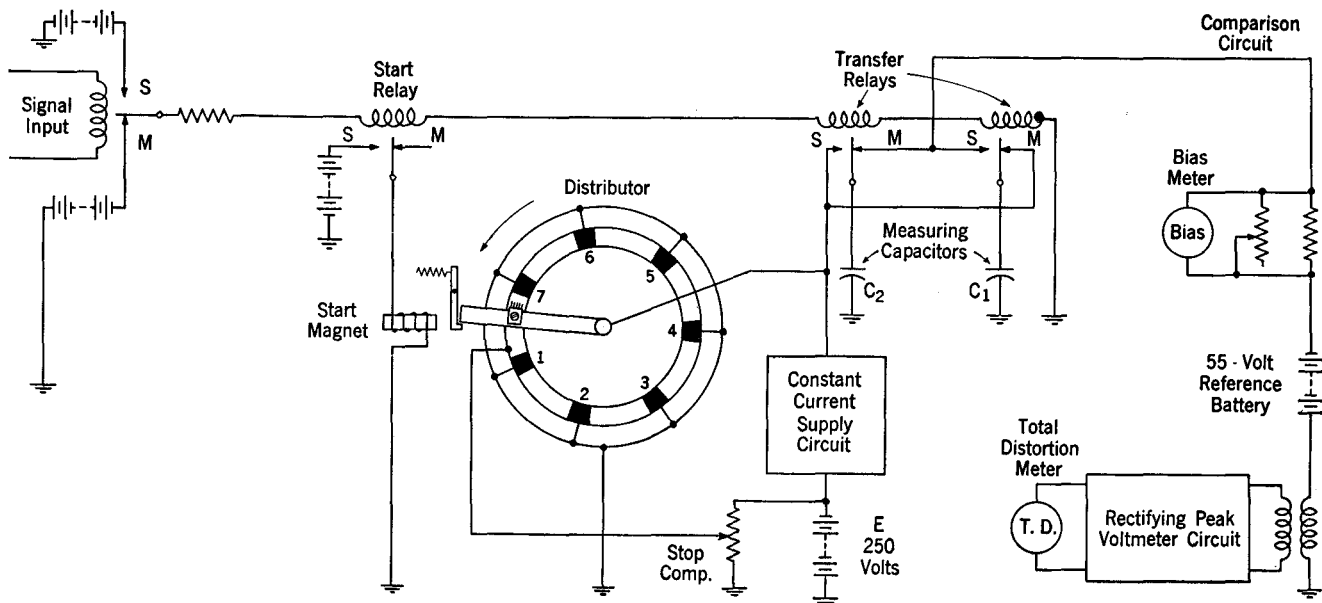 Comparison
Circuit
Transfer
Relays
Start
Relay
S
Signal
Input
M
S
M
S
M
S
M
Bias
Meter
Bias
Distributor
Measuring
Capacitors
C2
C1
6
5
7
4
1
3
2
Start
Magnet
Constant
Current
Supply
Circuit
55 - Volt
Reference
Battery
Total
Distortion
Meter
T. D.
Rectifying Peak
Voltmeter Circuit
Stop
Comp.
E
250
Volts